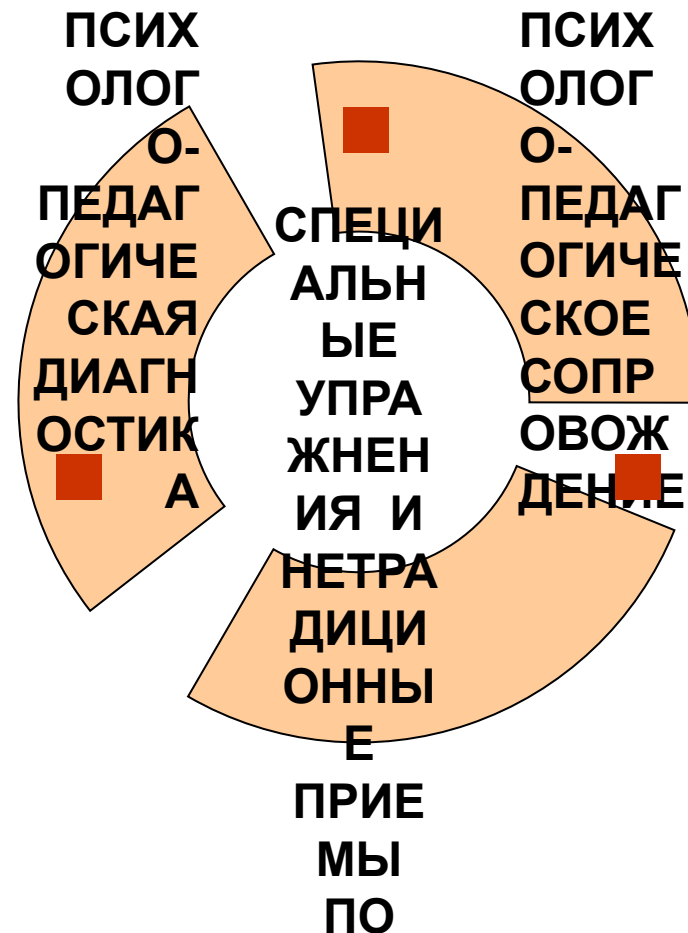 ПСИХ
ОЛОГ
О-
ПЕДАГ
ОГИЧЕ
СКАЯ
ДИАГН
ОСТИК
А
СПЕЦИ
АЛЬН
ЫЕ
УПРА
ЖНЕН
ИЯ И
НЕТРА
ДИЦИ
ОННЫ
Е
ПРИЕ
МЫ
ПО
ПСИХ
ОЛОГ
О-
ПЕДАГ
ОГИЧЕ
СКОЕ
СОПР
ОВОЖ
ДЕНИЕ